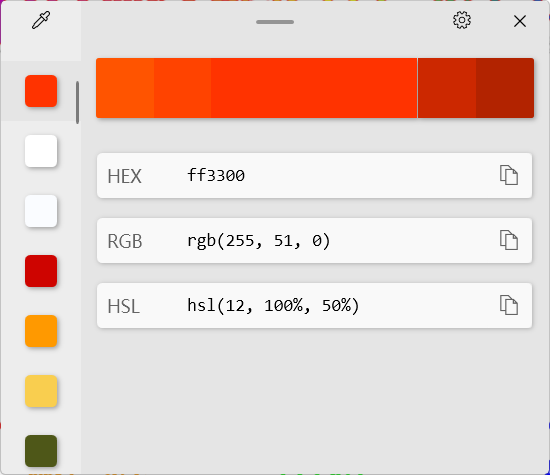 HEX ff3300
RGB rgb(255, 51, 0)
HSL hsl(12, 100%, 50%)